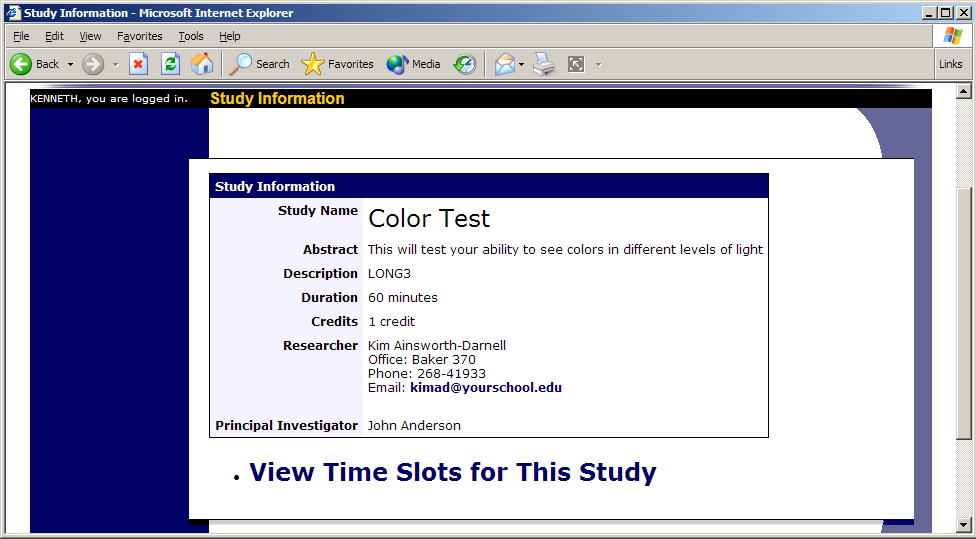 Study Information - Microsoft Internet Explorer
File Edit View Favorites Tools Help
Back Search Favorites Media Links
KENNETH, you are logged in. Study Information
Study Information
Study Name Color Test
Abstract This will test your ability to see colors in different levels of light
Description LONG3
Duration 60 minutes
Credits 1 credit
Researcher Kim Ainsworth-Darnell
Office: Baker 370
Phone: 268-41933
Email: kimad@yourschool.edu
Principal Investigator John Anderson
• View Time Slots for This Study